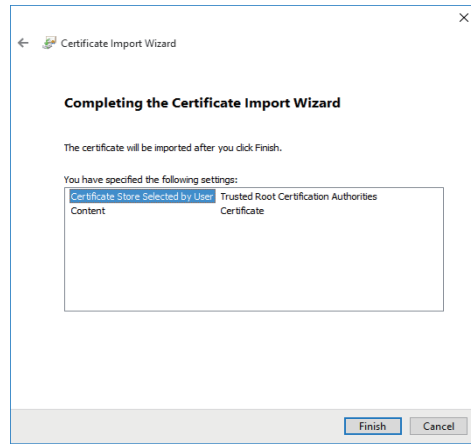 Certificate Import Wizard
Completing the Certificate Import Wizard
The certificate will be imported after you click Finish.
You have specified the following settings:
Certificate Store Selected by User Trusted Root Certification Authorities
Content Certificate
Finish Cancel